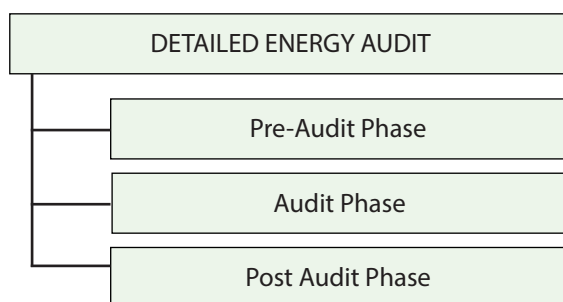 DETAILED ENERGY AUDIT
Pre-Audit Phase
Audit Phase
Post Audit Phase